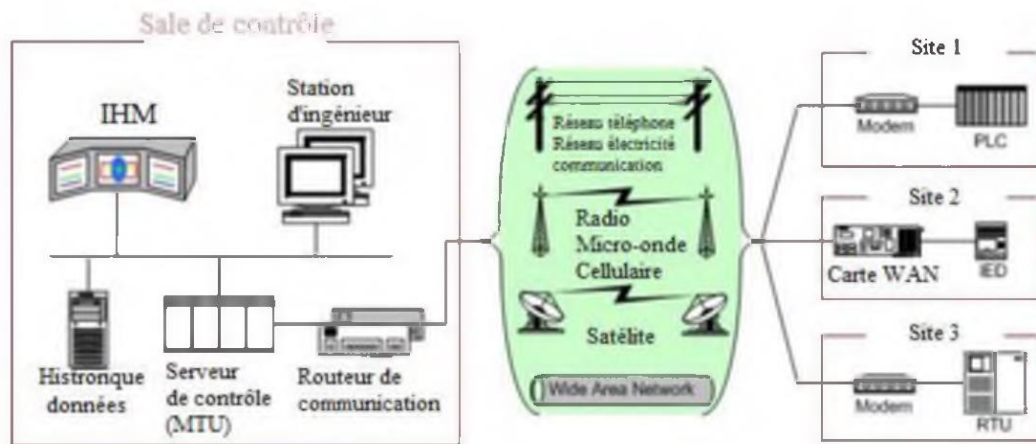 Sale de contrôle
IHM
Station
d'ingénieur
Histronque
données
Serveur
de contrôle
(MTU)
Routeur de
communication
Réseau téléphone
Réseau électricité
communication
Radio
Micro-onde
Cellulaire
Satélite
Wide Area Network
Site 1
Modem
PLC
Site 2
Carte WAN
IED
Site 3
Modem
RTU